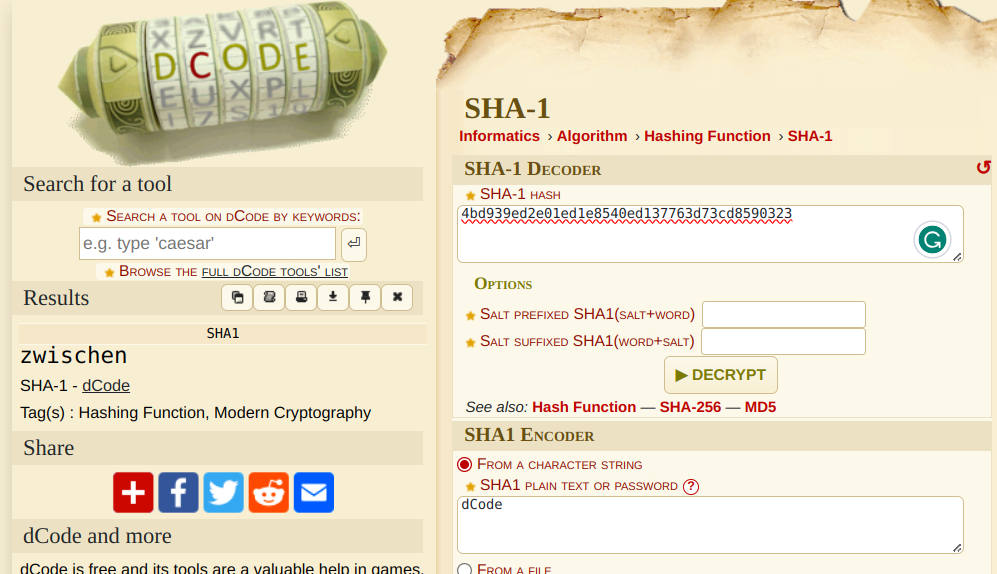 X Z V R T
D C O D E
E U X P L
I 7 S 1 0
Search for a tool
★ Search a tool on dCode by keywords:
e.g. type 'caesar'
★ Browse the full dCode tools' list
Results
SHA1
zwischen
SHA-1 - dCode
Tag(s) : Hashing Function, Modern Cryptography
Share
dCode and more
dCode is free and its tools are a valuable help in games,
SHA-1
Informatics › Algorithm › Hashing Function › SHA-1
SHA-1 Decoder
★ SHA-1 hash
4bd939ed2e01ed1e8540ed137763d73cd8590323
Options
★ Salt prefixed SHA1(salt+word)
★ Salt suffixed SHA1(word+salt)
▶ DECRYPT
See also: Hash Function — SHA-256 — MD5
SHA1 Encoder
From a character string
★ SHA1 plain text or password ?
dCode
From a file